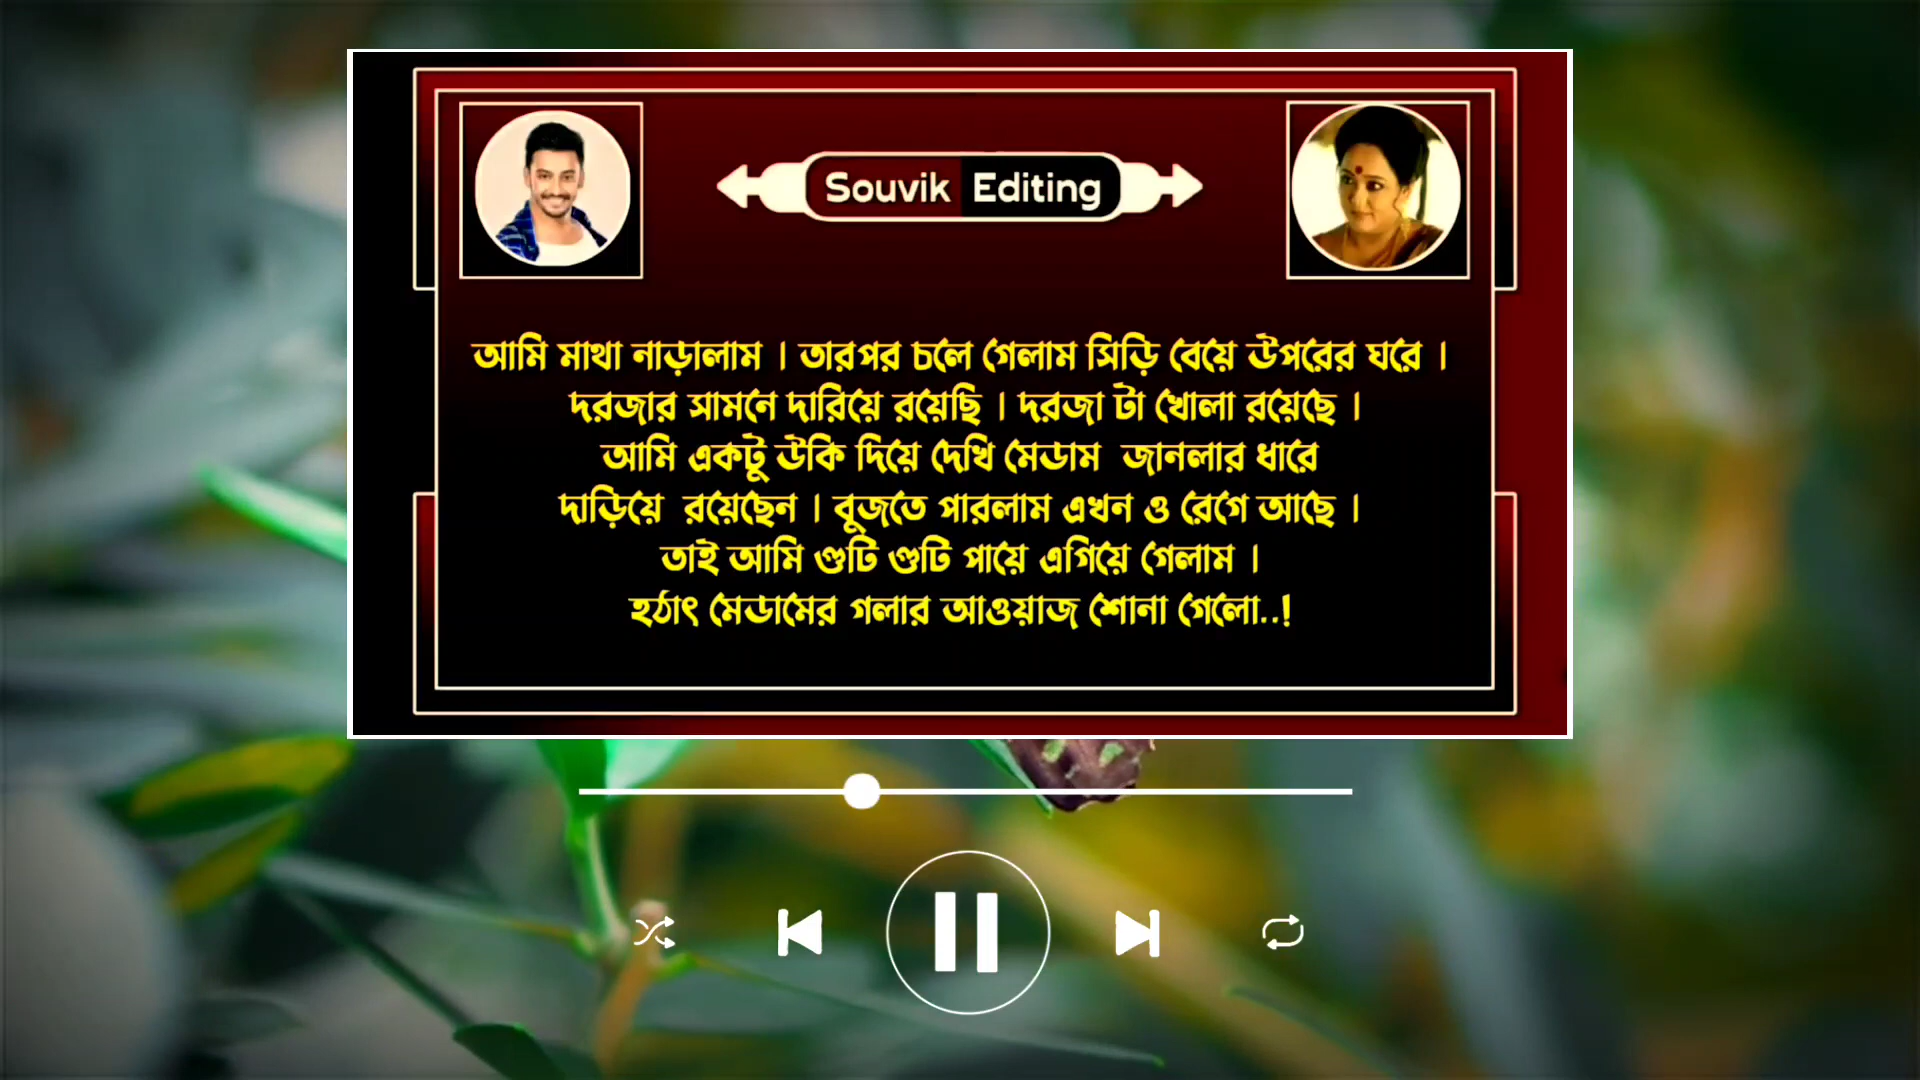 Souvik Editing
আমি মাথা নাড়ালাম । তারপর চলে গেলাম সিড়ি বেয়ে উপরের ঘরে ।
দরজার সামনে দারিয়ে রয়েছি । দরজা টা খোলা রয়েছে ।
আমি একটু উকি দিয়ে দেখি মেডাম জানলার ধারে
দাড়িয়ে রয়েছেন । বুজতে পারলাম এখন ও রেগে আছে ।
তাই আমি গুটি গুটি পায়ে এগিয়ে গেলাম ।
হঠাৎ মেডামের গলার আওয়াজ শোনা গেলো..!